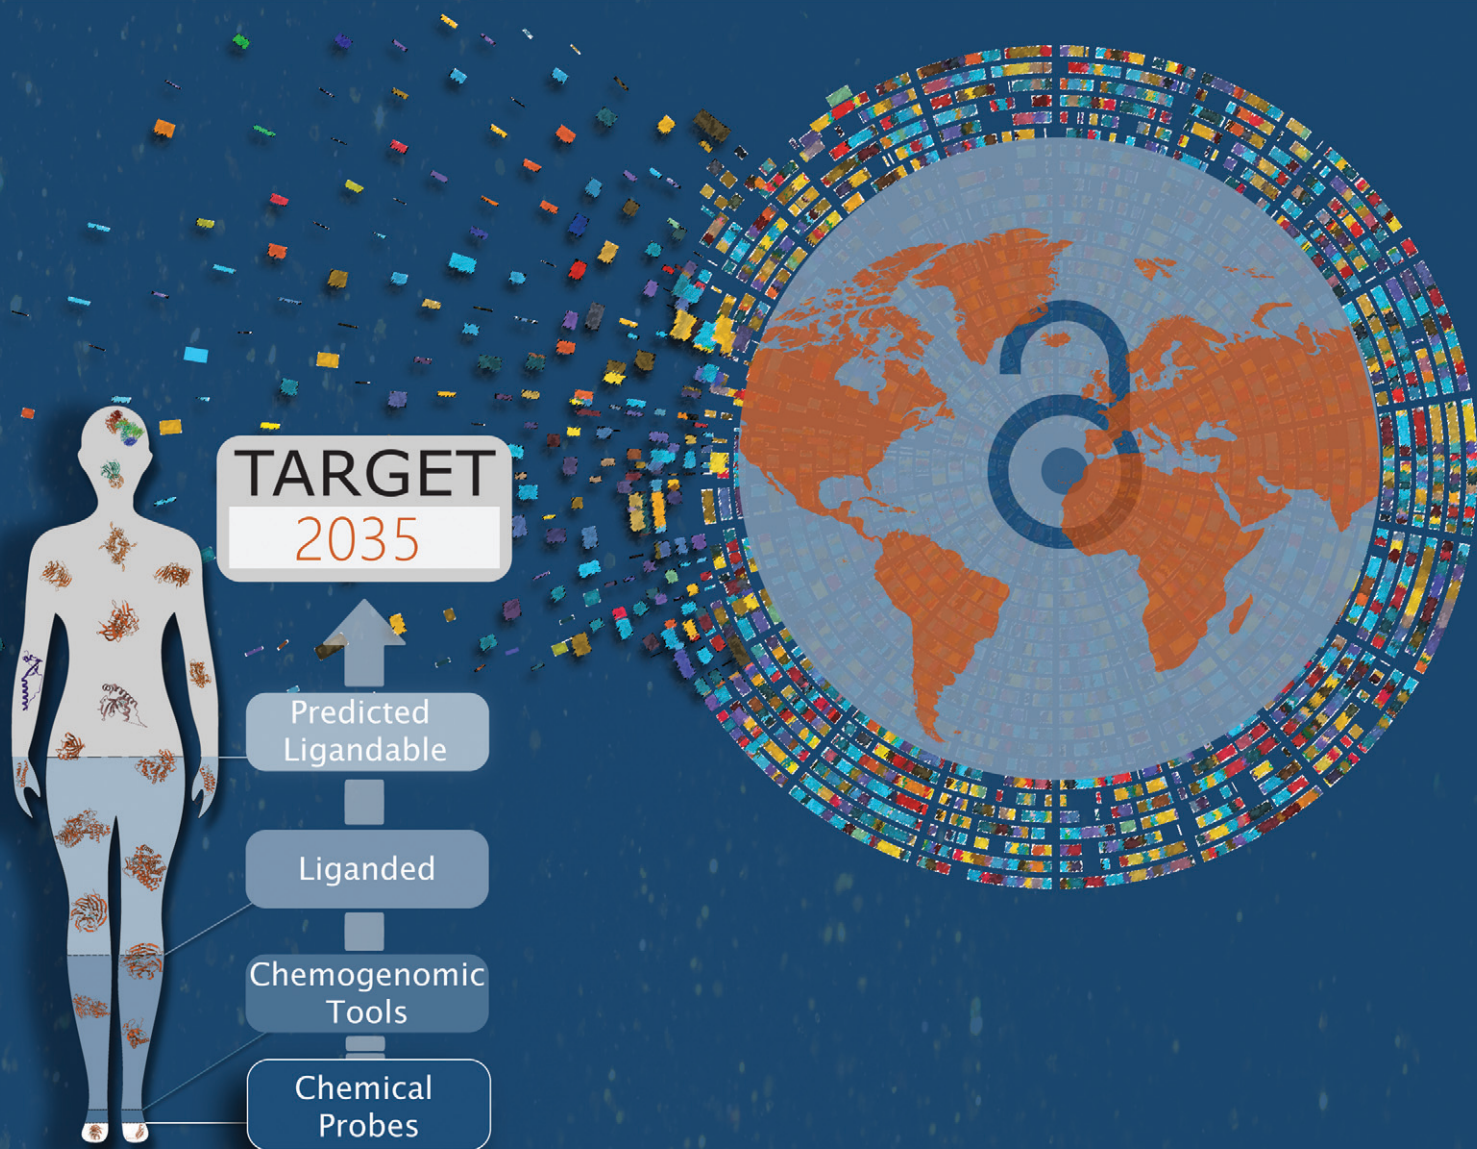 TARGET
2035
Predicted
Ligandable
Liganded
Chemogenomic
Tools
Chemical
Probes